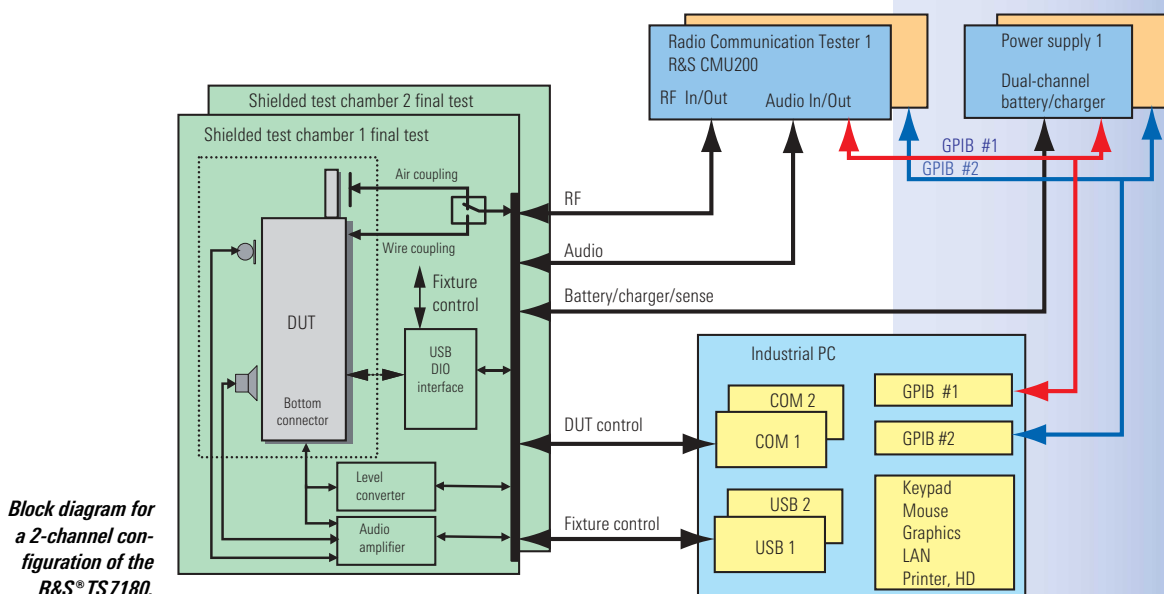 Radio Communication Tester 1
R&S CMU200
RF In/Out
Audio In/Out
Power supply 1
Dual-channel
battery/charger
GPIB #1
GPIB #2
Shielded test chamber 2 final test
Shielded test chamber 1 final test
Air coupling
Wire coupling
Fixture
control
DUT
USB
DIO
interface
Bottom
connector
Level
converter
Audio
amplifier
RF
Audio
Battery/charger/sense
DUT control
Fixture control
Industrial PC
COM 2
COM 1
USB 2
USB 1
GPIB #1
GPIB #2
Keypad
Mouse
Graphics
LAN
Printer, HD
Block diagram for
a 2-channel con-
figuration of the
R&S® TS7180.